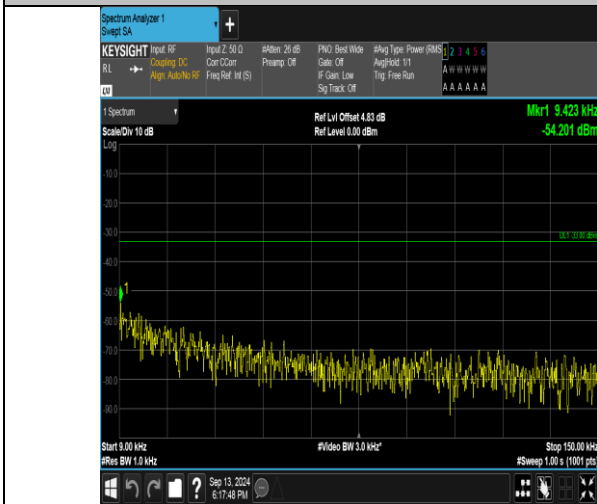 Spectrum Analyzer 1
Swept SA
+
KEYSIGHT
RL
Input: RF
Coupling: DC
Align: Auto/No RF
Input Z: 50 Ω
Corr CCorr
Freq Ref: Int (S)
#Atten: 26 dB
Preamp: Off
PNO: Best Wide
Gate: Off
IF Gain: Low
Sig Track: Off
#Avg Type: Power (RMS
Avg|Hold: 1/1
Trig: Free Run
1 2 3 4 5 6
A W W W W W
A A A A A A
1 Spectrum
Scale/Div 10 dB
Log
Ref Lvl Offset 4.83 dB
Ref Level 0.00 dBm
Mkr1 9.423 kHz
-54.201 dBm
-10.0
-20.0
-30.0
DL1 -33.00 dBm
-40.0
-50.0
1
-60.0
-70.0
-80.0
-90.0
Start 9.00 kHz
#Res BW 1.0 kHz
#Video BW 3.0 kHz*
Stop 150.00 kHz
#Sweep 1.00 s (1001 pts)
?
Sep 13, 2024
6:17:48 PM